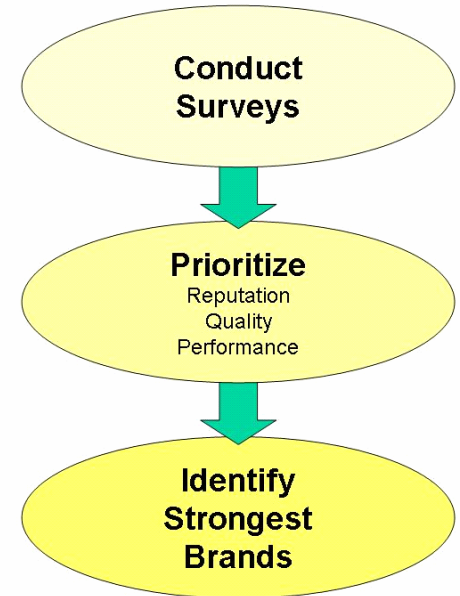 Conduct
Surveys
Prioritize
Reputation
Quality
Performance
Identify
Strongest
Brands